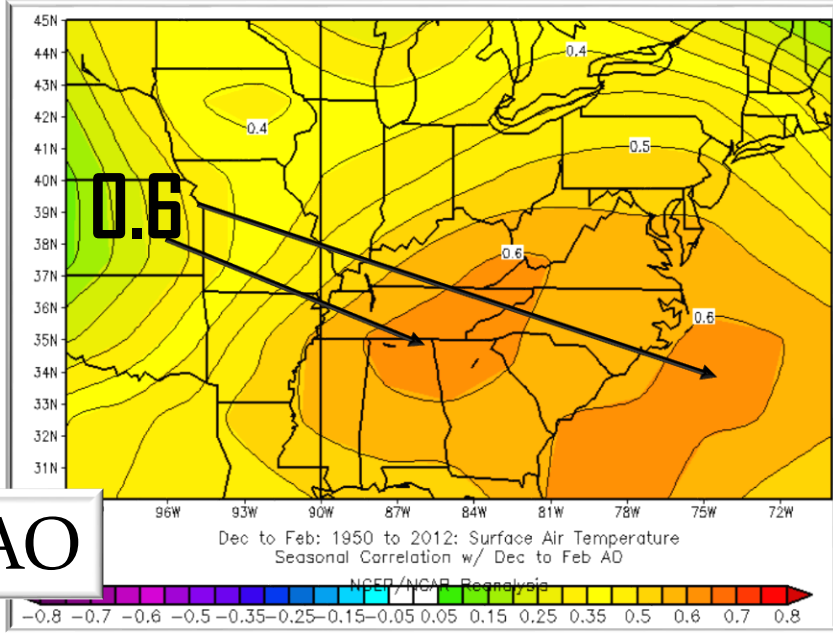 45N
44N
43N
42N
41N
40N
39N
38N
37N
36N
35N
34N
33N
32N
31N
0.4
0.4
0.5
0.6
0.6
0.6
96W 93W 90W 87W 84W 81W 78W 75W 72W
AO
Dec to Feb: 1950 to 2012: Surface Air Temperature
Seasonal Correlation w/ Dec to Feb AO
NCEP/NCAR Reanalysis
-0.8 -0.7 -0.6 -0.5 -0.35 -0.25 -0.15 -0.05 0.05 0.15 0.25 0.35 0.5 0.6 0.7 0.8